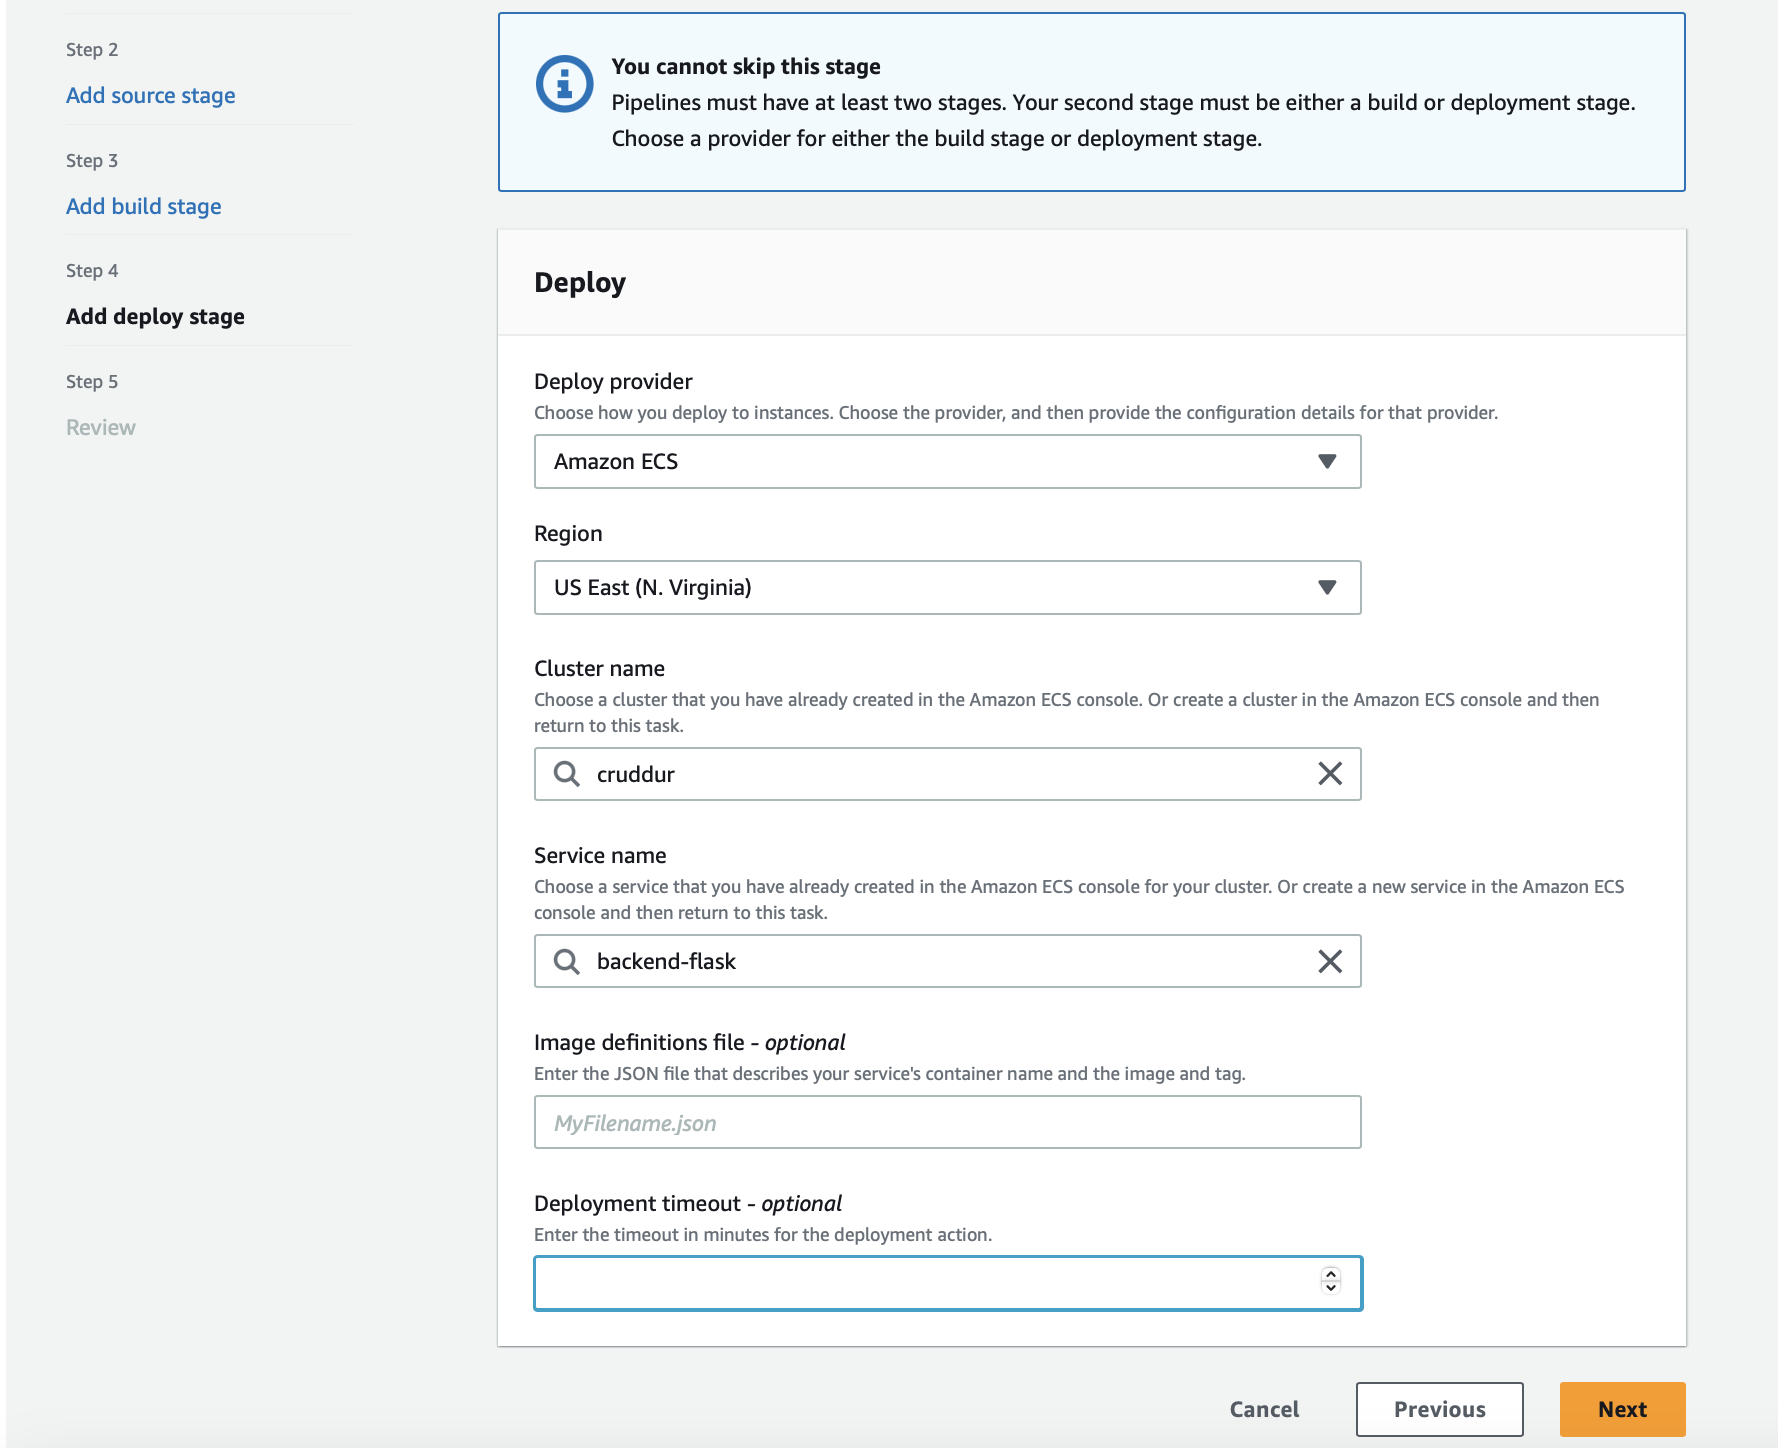 Step 2
Add source stage
Step 3
Add build stage
Step 4
Add deploy stage
Step 5
Review
You cannot skip this stage
Pipelines must have at least two stages. Your second stage must be either a build or deployment stage.
Choose a provider for either the build stage or deployment stage.
Deploy
Deploy provider
Choose how you deploy to instances. Choose the provider, and then provide the configuration details for that provider.
Amazon ECS
Region
US East (N. Virginia)
Cluster name
Choose a cluster that you have already created in the Amazon ECS console. Or create a cluster in the Amazon ECS console and then
return to this task.
cruddur
Service name
Choose a service that you have already created in the Amazon ECS console for your cluster. Or create a new service in the Amazon ECS
console and then return to this task.
backend-flask
Image definitions file - optional
Enter the JSON file that describes your service's container name and the image and tag.
MyFilename.json
Deployment timeout - optional
Enter the timeout in minutes for the deployment action.
Cancel
Previous
Next